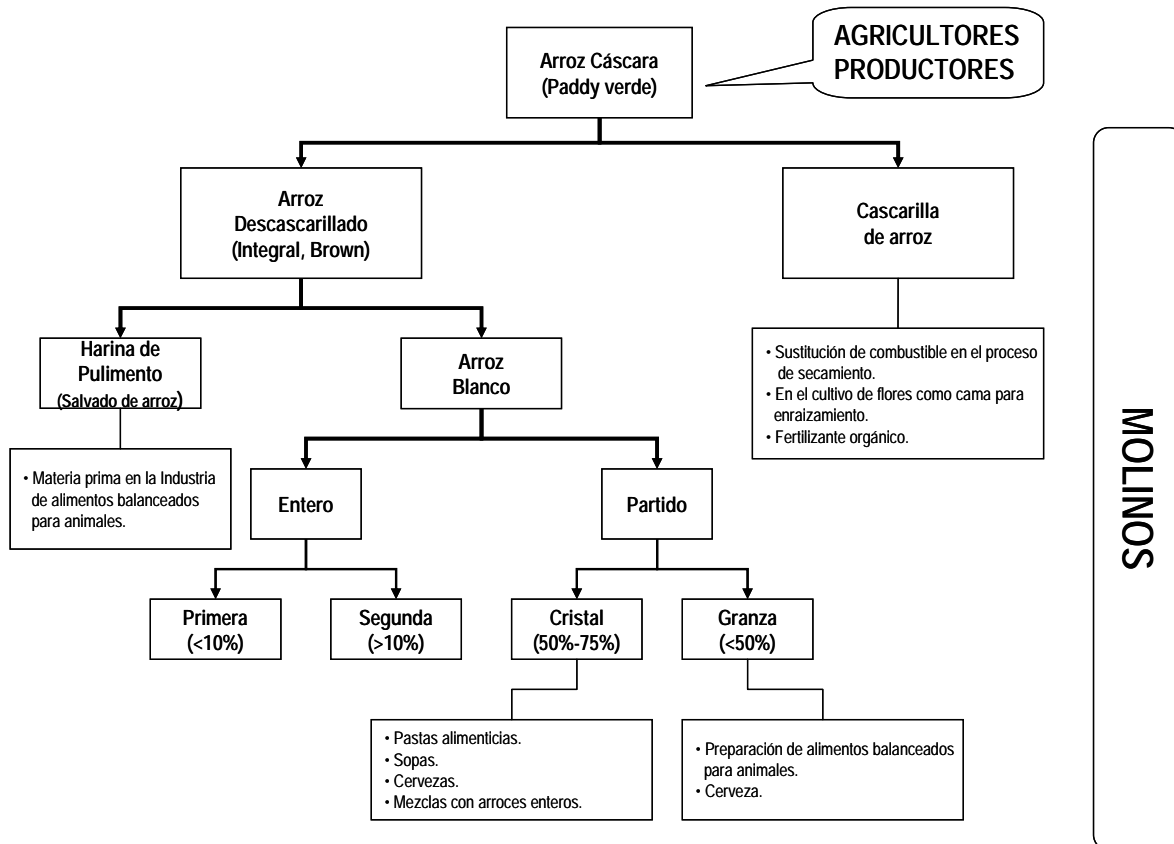 AGRICULTORES
PRODUCTORES
Arroz Cáscara
(Paddy verde)
Arroz
Descascarillado
(Integral, Brown)
Cascarilla
de arroz
Harina de
Pulimento
(Salvado de arroz)
Arroz
Blanco
• Sustitución de combustible en el proceso
de secamiento.
• En el cultivo de flores como cama para
enraizamiento.
• Fertilizante orgánico.
• Materia prima en la Industria
de alimentos balanceados
para animales.
Entero
Partido
Primera
(<10%)
Segunda
(>10%)
Cristal
(50%-75%)
Granza
(<50%)
• Pastas alimenticias.
• Sopas.
• Cervezas.
• Mezclas con arroces enteros.
• Preparación de alimentos balanceados
para animales.
• Cerveza.
MOLINOS